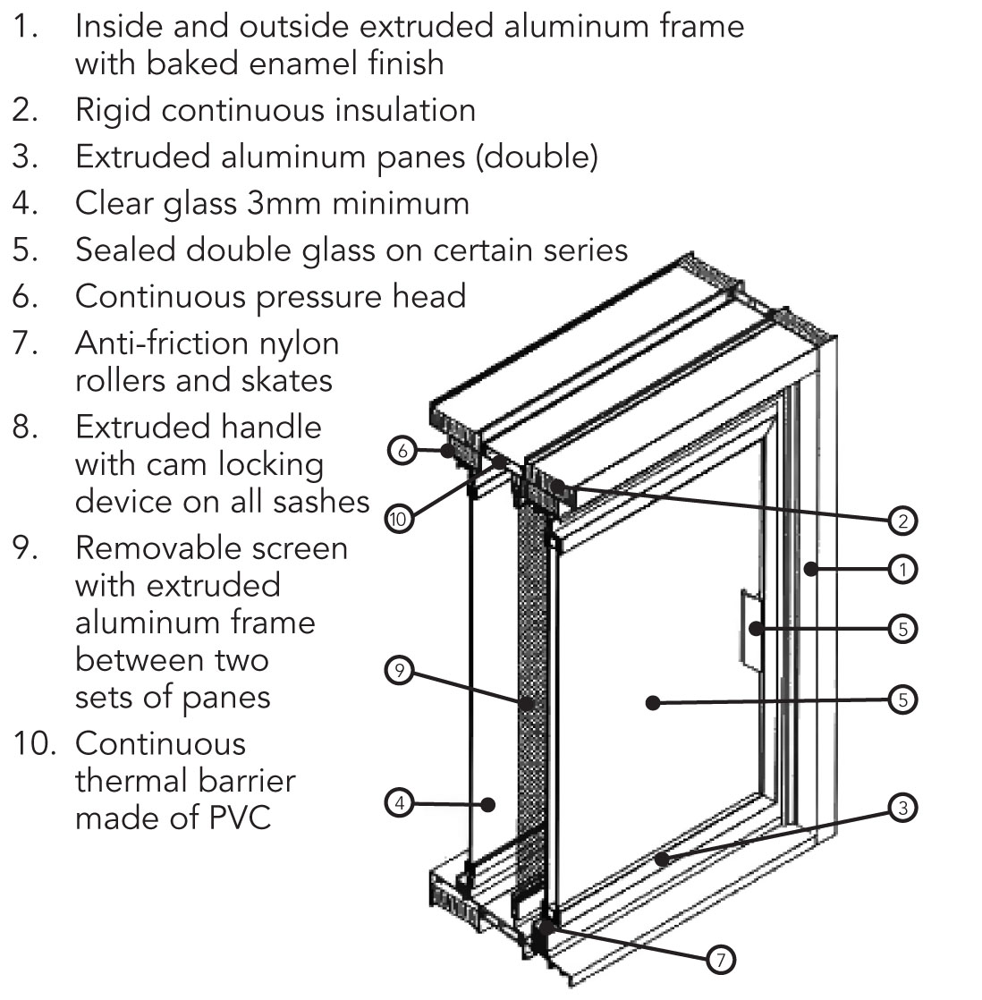 1. Inside and outside extruded aluminum frame
with baked enamel finish
2. Rigid continuous insulation
3. Extruded aluminum panes (double)
4. Clear glass 3mm minimum
5. Sealed double glass on certain series
6. Continuous pressure head
7. Anti-friction nylon
rollers and skates
8. Extruded handle
with cam locking
device on all sashes
9. Removable screen
with extruded
aluminum frame
between two
sets of panes
10. Continuous
thermal barrier
made of PVC
6
10
2
1
5
9
5
4
3
7